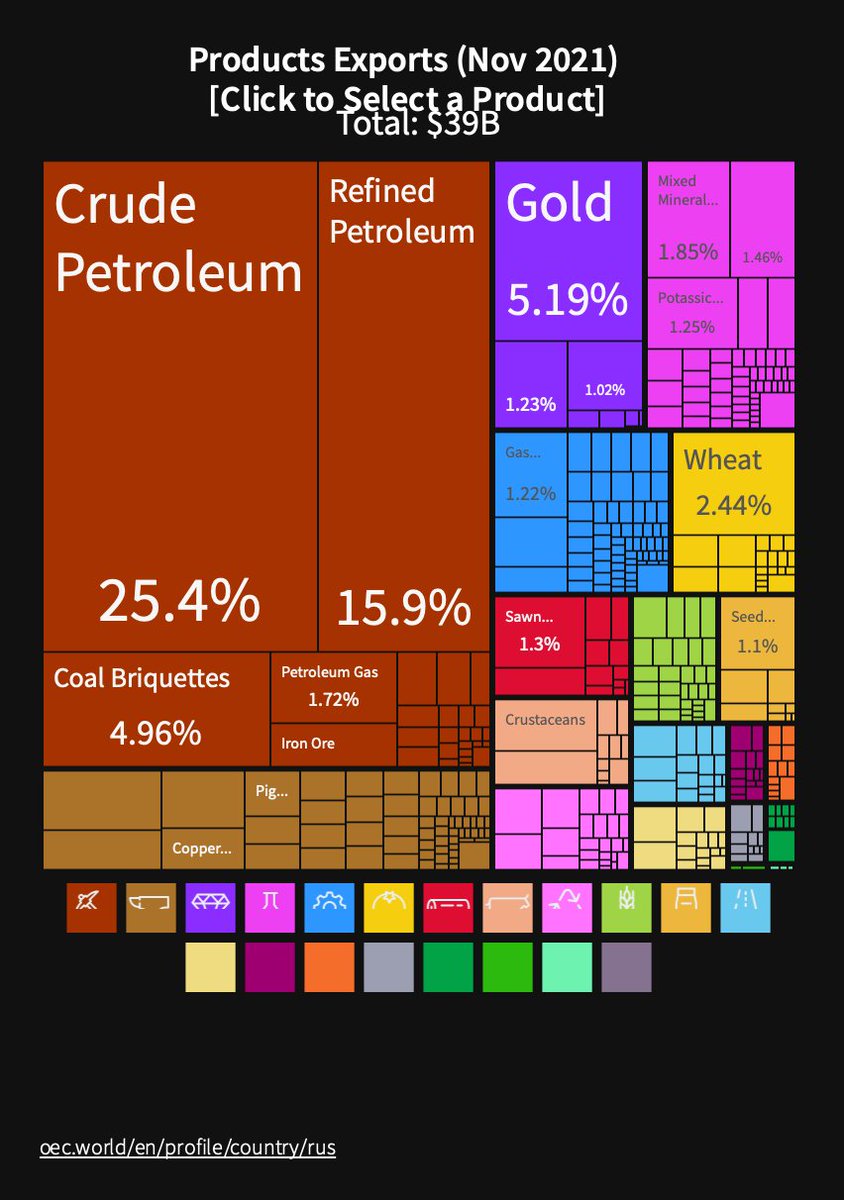 Products Exports (Nov 2021)
[Click to Select a Product]
Total: $39B
Crude
Petroleum
25.4%
Refined
Petroleum
15.9%
Coal Briquettes
4.96%
Petroleum Gas
1.72%
Iron Ore
Pig...
Copper...
Gold
5.19%
1.23%
1.02%
Mixed
Mineral...
1.85%
1.46%
Potassic...
1.25%
Gas...
1.22%
Wheat
2.44%
Sawn...
1.3%
Seed...
1.1%
Crustaceans
oec.world/en/profile/country/rus